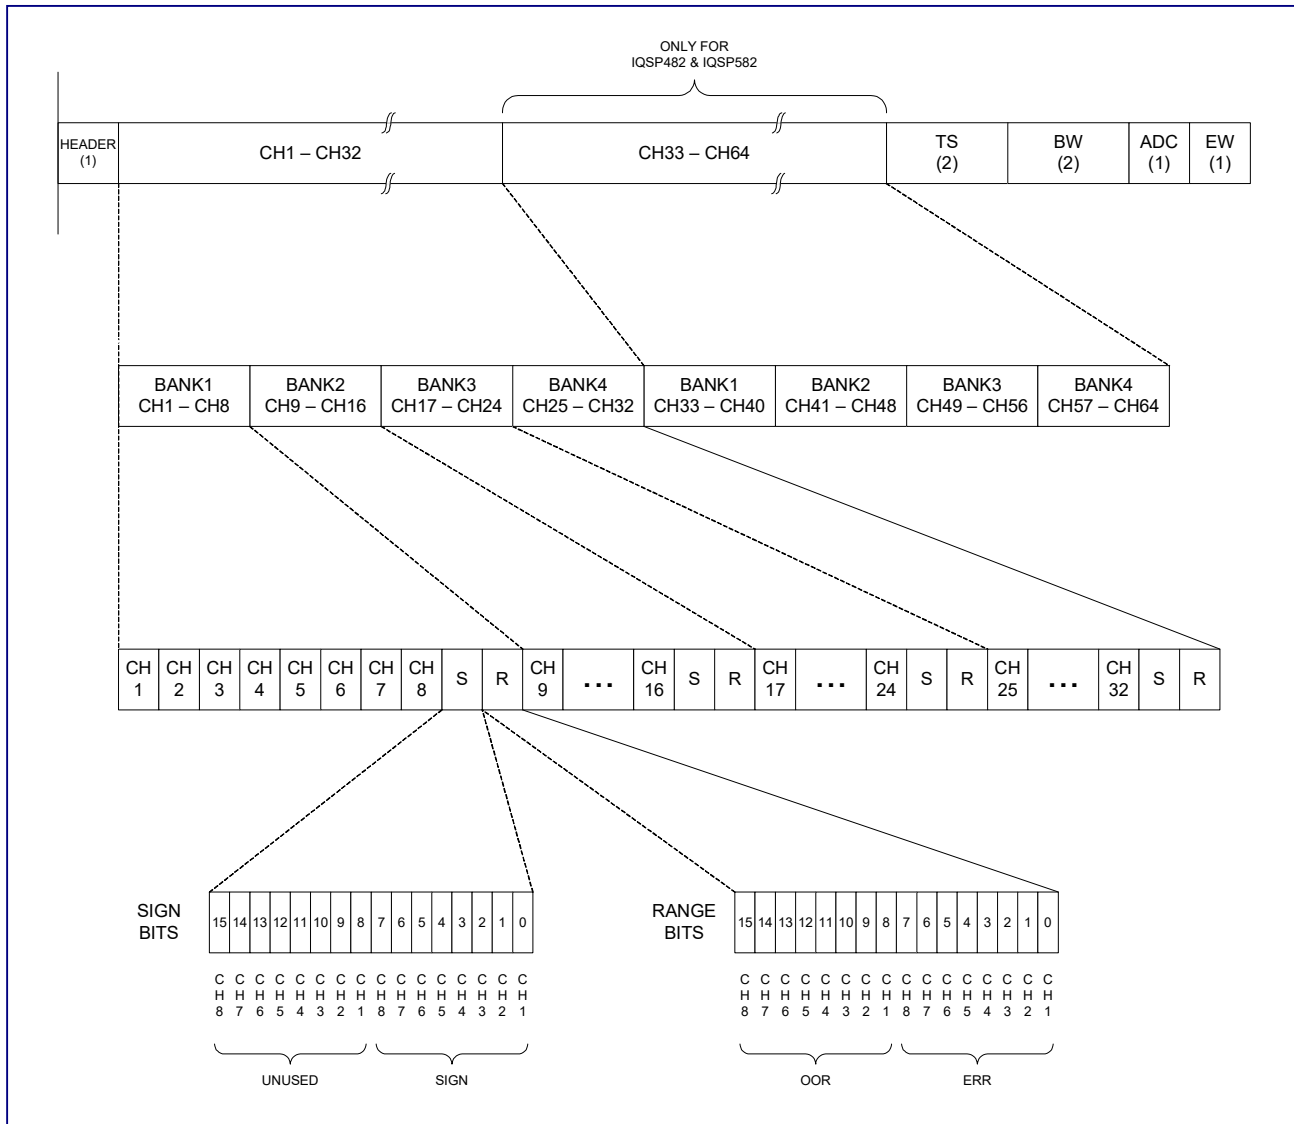 ONLY FOR
IQSP482 & IQSP582
HEADER
(1)
CH1 – CH32
CH33 – CH64
TS
(2)
BW
(2)
ADC
(1)
EW
(1)
BANK1
CH1 – CH8
BANK2
CH9 – CH16
BANK3
CH17 – CH24
BANK4
CH25 – CH32
BANK1
CH33 – CH40
BANK2
CH41 – CH48
BANK3
CH49 – CH56
BANK4
CH57 – CH64
CH
1
CH
2
CH
3
CH
4
CH
5
CH
6
CH
7
CH
8
S
R
CH
9
...
CH
16
S
R
CH
17
...
CH
24
S
R
CH
25
...
CH
32
S
R
SIGN
BITS
15 14 13 12 11 10 9 8 7 6 5 4 3 2 1 0
CH8 CH7 CH6 CH5 CH4 CH3 CH2 CH1 CH8 CH7 CH6 CH5 CH4 CH3 CH2 CH1
UNUSED
SIGN
RANGE
BITS
15 14 13 12 11 10 9 8 7 6 5 4 3 2 1 0
CH8 CH7 CH6 CH5 CH4 CH3 CH2 CH1 CH8 CH7 CH6 CH5 CH4 CH3 CH2 CH1
OOR
ERR